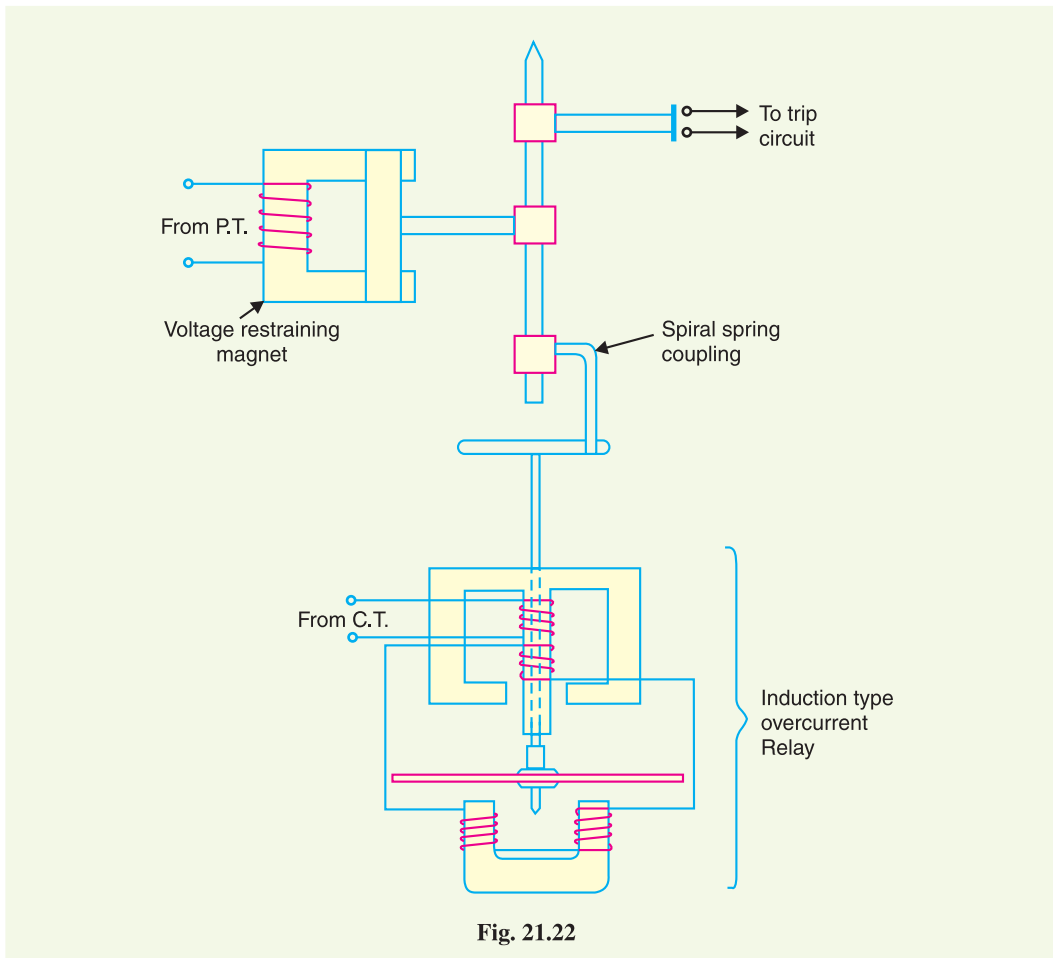 To trip
circuit
From P.T.
Voltage restraining
magnet
Spiral spring
coupling
From C.T.
Induction type
overcurrent
Relay
Fig. 21.22